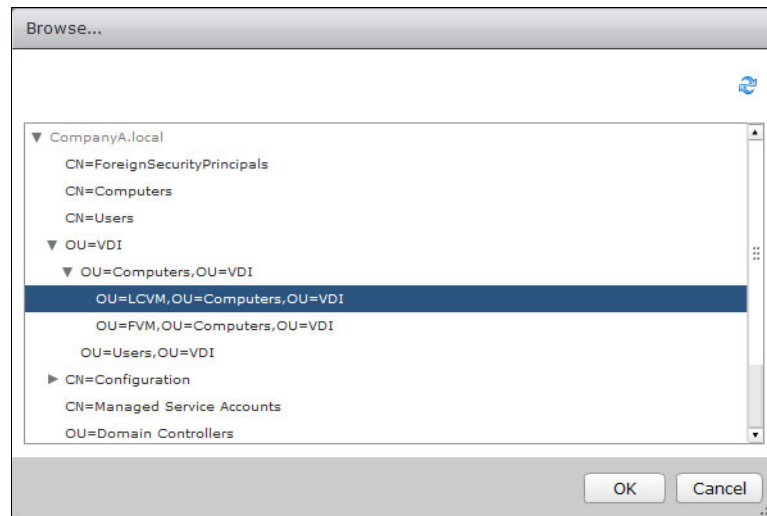 Browse...
CompanyA.local
CN=ForeignSecurityPrincipals
CN=Computers
CN=Users
OU=VDI
OU=Computers,OU=VDI
OU=LCVM,OU=Computers,OU=VDI
OU=FVM,OU=Computers,OU=VDI
OU=Users,OU=VDI
CN=Configuration
CN=Managed Service Accounts
OU=Domain Controllers
OK Cancel